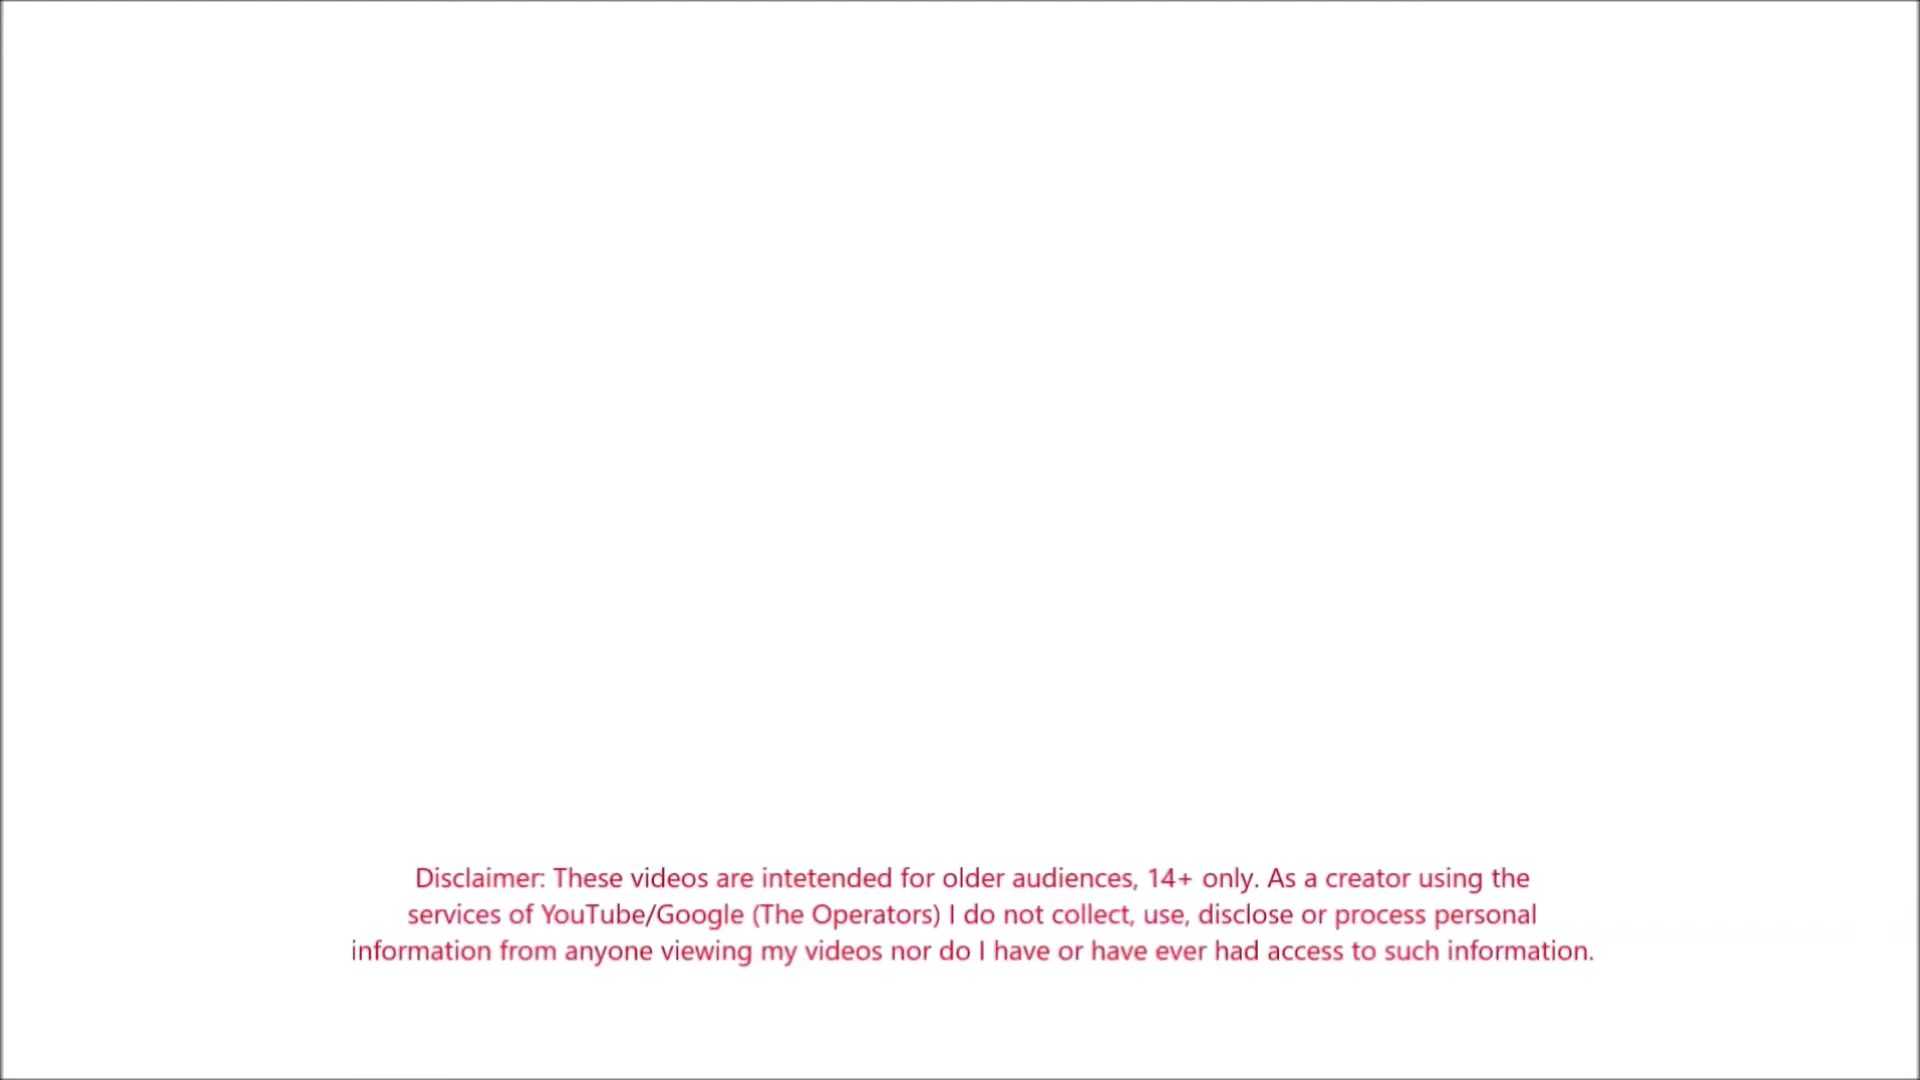 Disclaimer: These videos are intetended for older audiences, 14+ only. As a creator using the
services of YouTube/Google (The Operators) I do not collect, use, disclose or process personal
information from anyone viewing my videos nor do I have or have ever had access to such information.